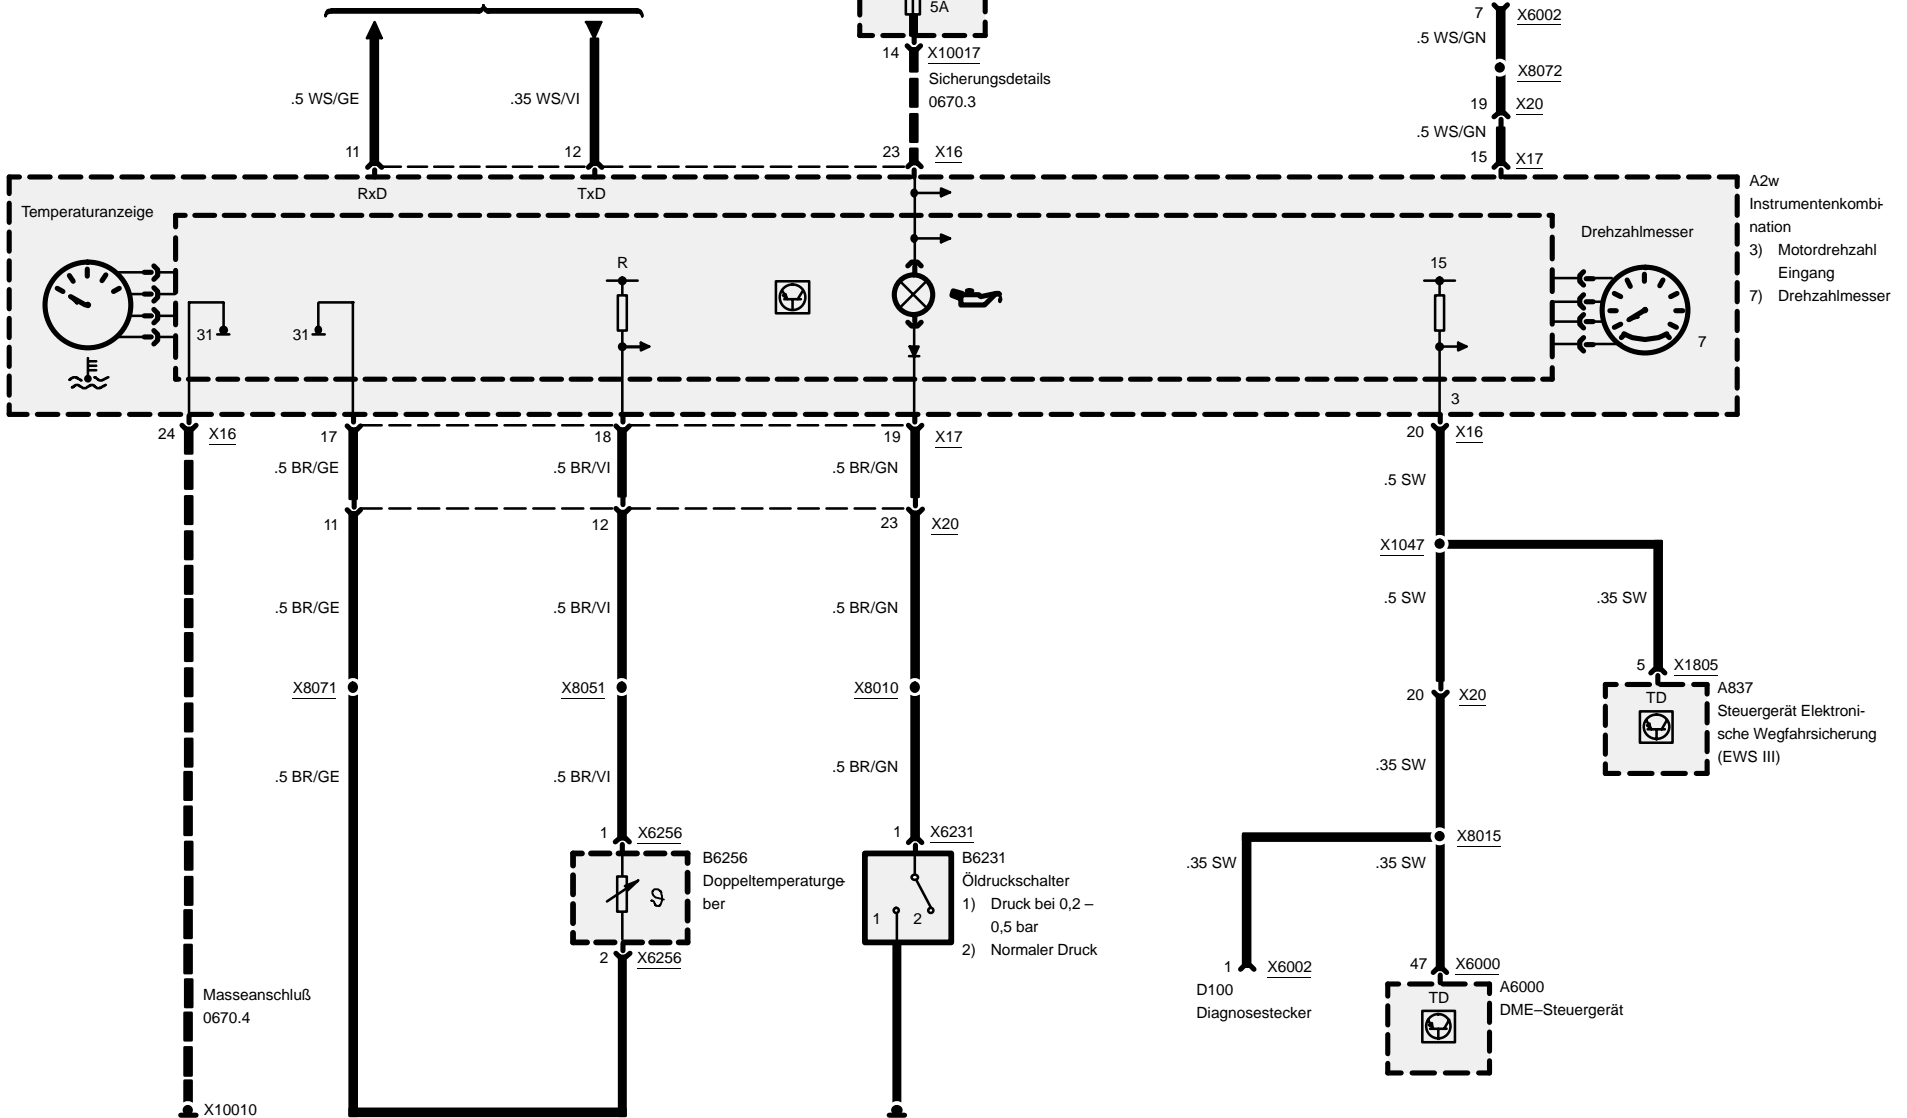 5A
7 X6002
.5 WS/GN
14 X10017
Sicherungsdetails
0670.3
X8072
.5 WS/GE
.35 WS/VI
19 X20
.5 WS/GN
11
12
23 X16
15 X17
RxD
TxD
A2w
Instrumentenkombi-
nation
3) Motordrehzahl
Eingang
7) Drehzahlmesser
Temperaturanzeige
Drehzahlmesser
R
15
31
31
7
3
24 X16
17
18
19 X17
20 X16
.5 BR/GE
.5 BR/VI
.5 BR/GN
.5 SW
11
12
23 X20
X1047
.5 BR/GE
.5 BR/VI
.5 BR/GN
.5 SW
.35 SW
5 X1805
X8071
X8051
X8010
20 X20
TD
A837
Steuergerät Elektroni-
sche Wegfahrsicherung
(EWS III)
.5 BR/GE
.5 BR/VI
.5 BR/GN
.35 SW
1 X6256
1 X6231
X8015
.35 SW
.35 SW
B6256
Doppeltemperaturge-
ber
B6231
Öldruckschalter
1) Druck bei 0,2 –
0,5 bar
2) Normaler Druck
ϑ
1
2
2 X6256
1 X6002
D100
Diagnosestecker
47 X6000
TD
A6000
DME–Steuergerät
Masseanschluß
0670.4
X10010